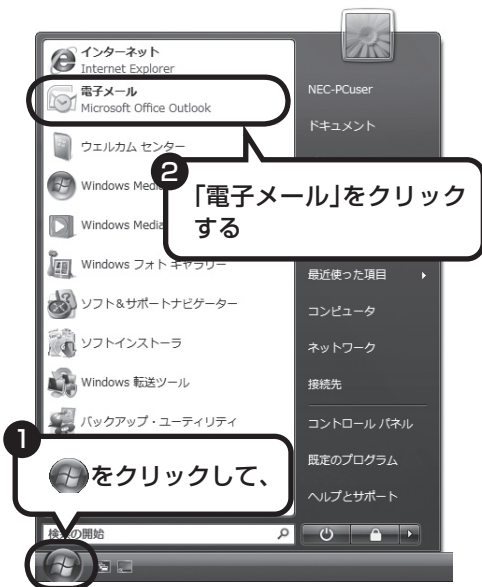 インターネット
Internet Explorer
電子メール
Microsoft Office Outlook
ウェルカム センター
Windows
Windows
Windows フォト ギャラリー
ソフト&サポートナビゲーター
ソフトインストーラ
Windows 転送ツール
バックアップ・ユーティリティ
NEC-PCuser
ドキュメント
❷
「電子メール」をクリック
する
最近使った項目
コンピュータ
ネットワーク
接続先
コントロール パネル
既定のプログラム
ヘルプとサポート
❶
をクリックして、
の開始